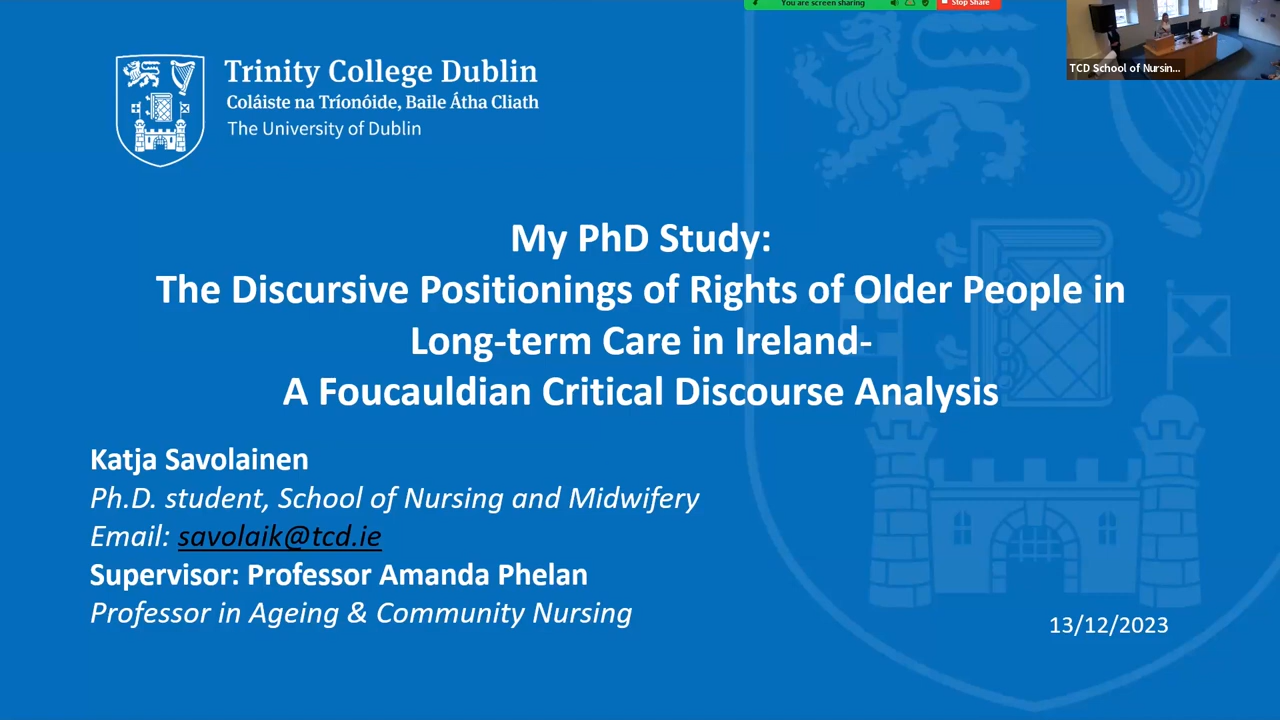 You are screen sharing
Stop Share
TCD School of Nursin...
Trinity College Dublin
Coláiste na Tríonóide, Baile Átha Cliath
The University of Dublin
My PhD Study:
The Discursive Positionings of Rights of Older People in
Long-term Care in Ireland-
A Foucauldian Critical Discourse Analysis
Katja Savolainen
Ph.D. student, School of Nursing and Midwifery
Email: savolaik@tcd.ie
Supervisor: Professor Amanda Phelan
Professor in Ageing & Community Nursing
13/12/2023